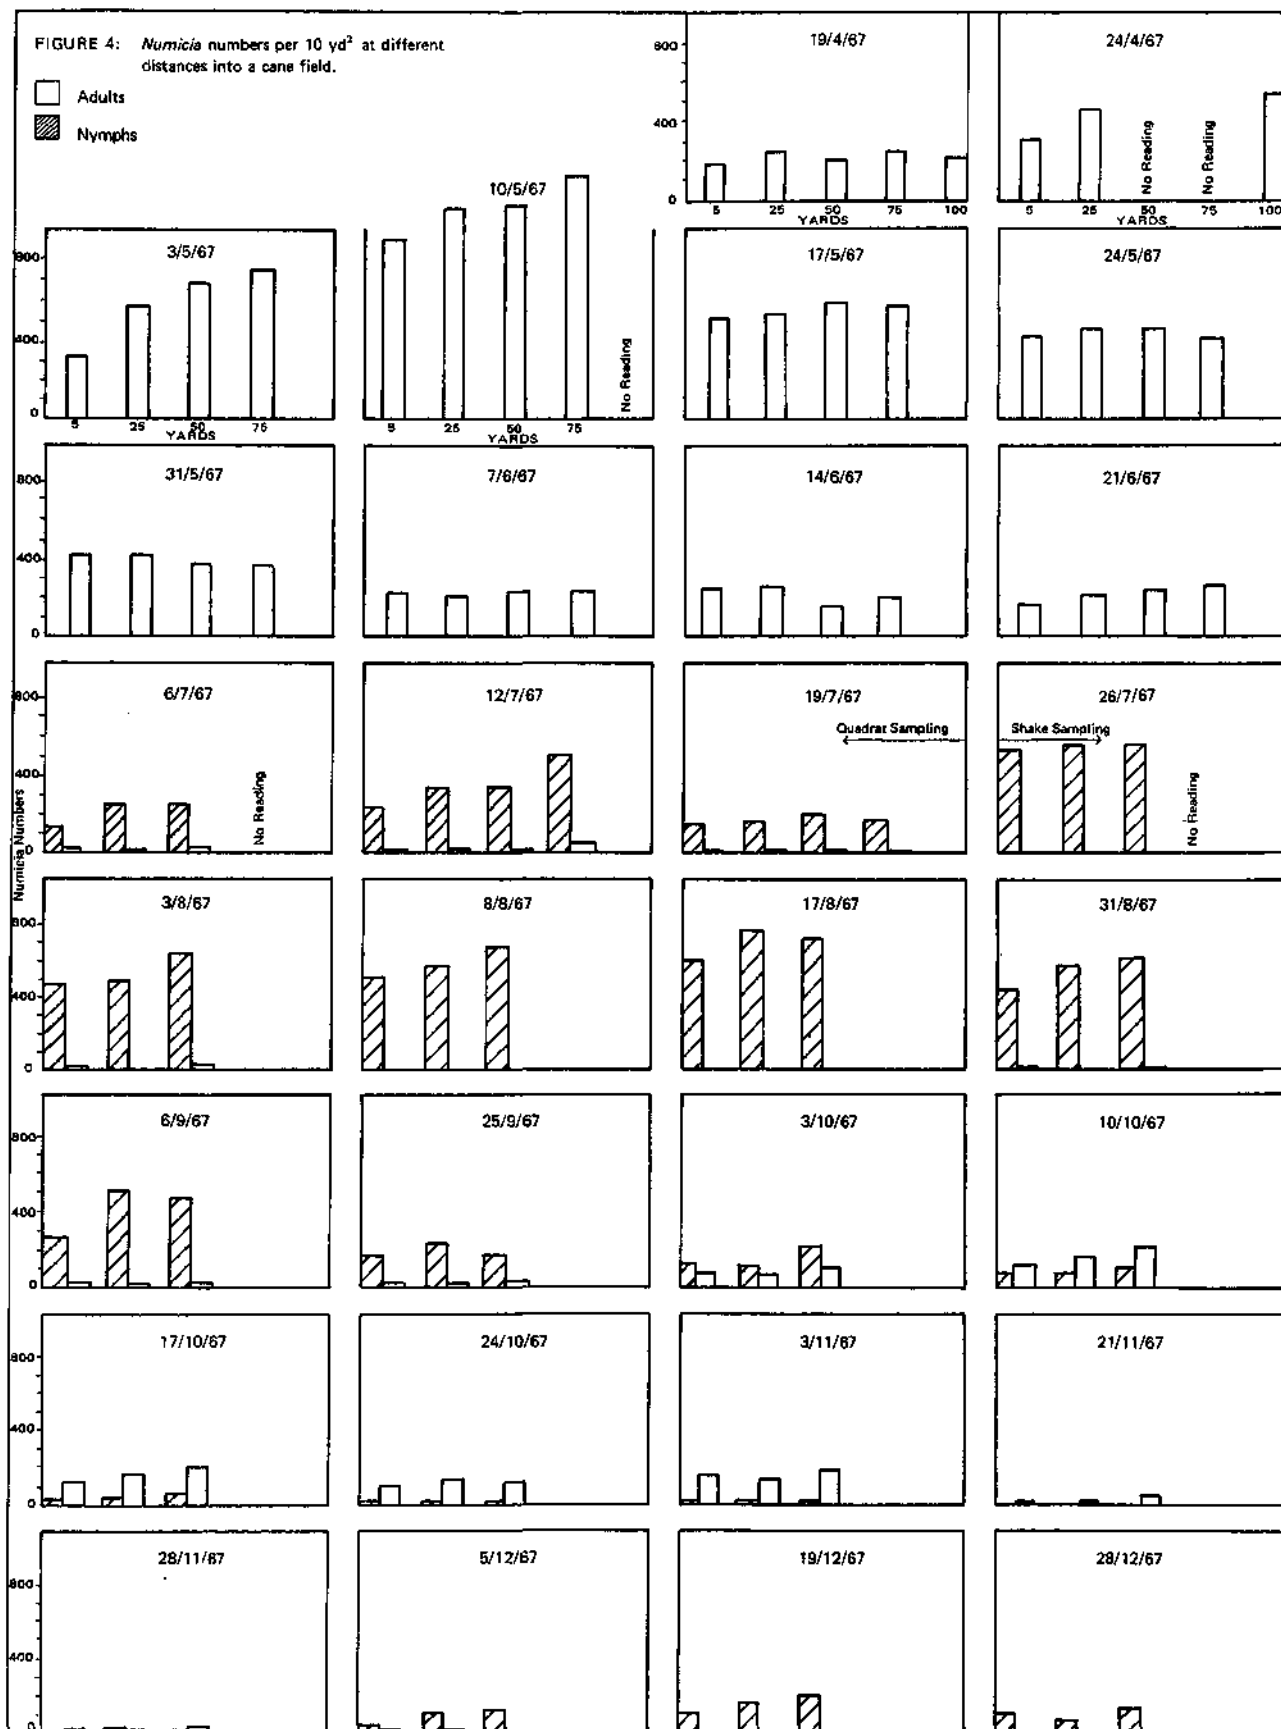 FIGURE 4: Numicia numbers per 10 yd² at different
distances into a cane field.
Adults
Nymphs
19/4/67
800
400
0
5 25 50 75 100
YARDS
24/4/67
No Reading
No Reading
5 25 50 75 100
YARDS
3/5/67
800
400
0
5 25 50 75
YARDS
10/5/67
No Reading
5 25 50 75
YARDS
17/5/67
24/5/67
31/5/67
800
400
0
7/6/67
14/6/67
21/6/67
Numicia Numbers
6/7/67
800
400
0
No Reading
12/7/67
19/7/67
Quadrat Sampling
26/7/67
Shake Sampling
No Reading
3/8/67
800
400
0
8/8/67
17/8/67
31/8/67
6/9/67
800
400
0
25/9/67
3/10/67
10/10/67
17/10/67
800
400
0
24/10/67
3/11/67
21/11/67
28/11/67
800
400
0
5/12/67
19/12/67
28/12/67